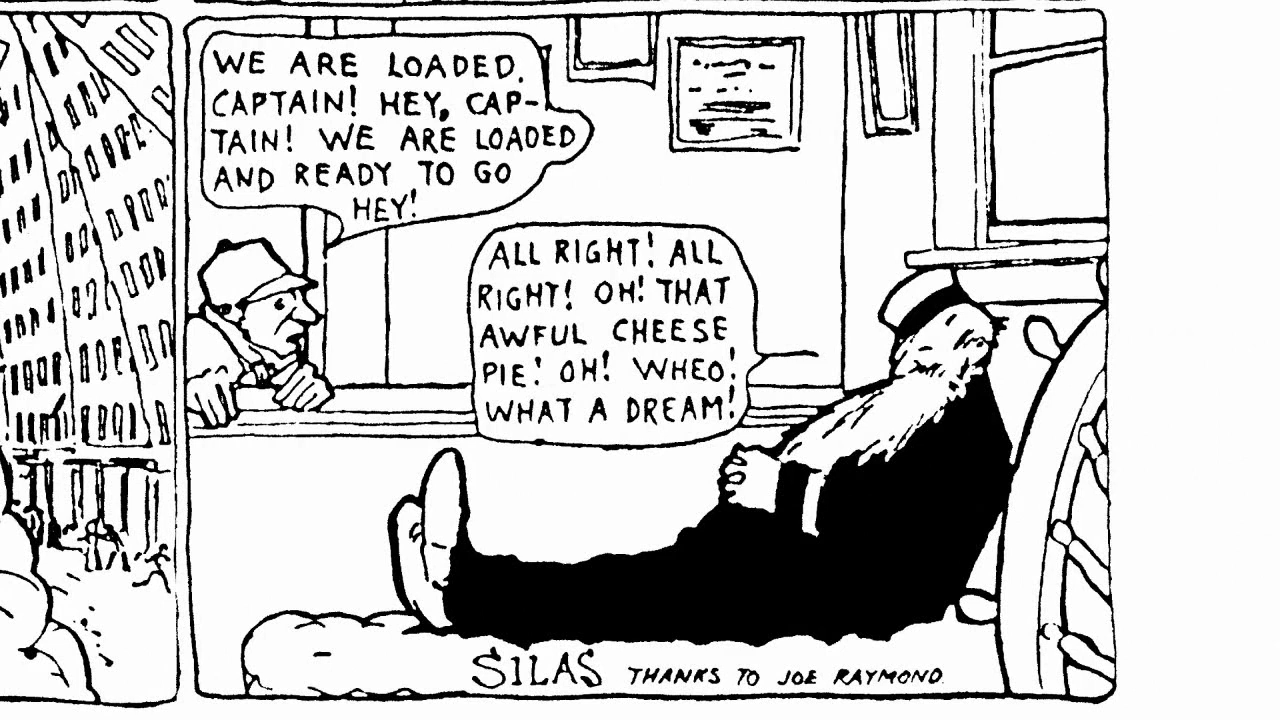 WE ARE LOADED.
CAPTAIN! HEY, CAP-
TAIN! WE ARE LOADED
AND READY TO GO
HEY!
ALL RIGHT! ALL
RIGHT! OH! THAT
AWFUL CHEESE
PIE! OH! WHEO!
WHAT A DREAM!
SILAS THANKS TO JOE RAYMOND.